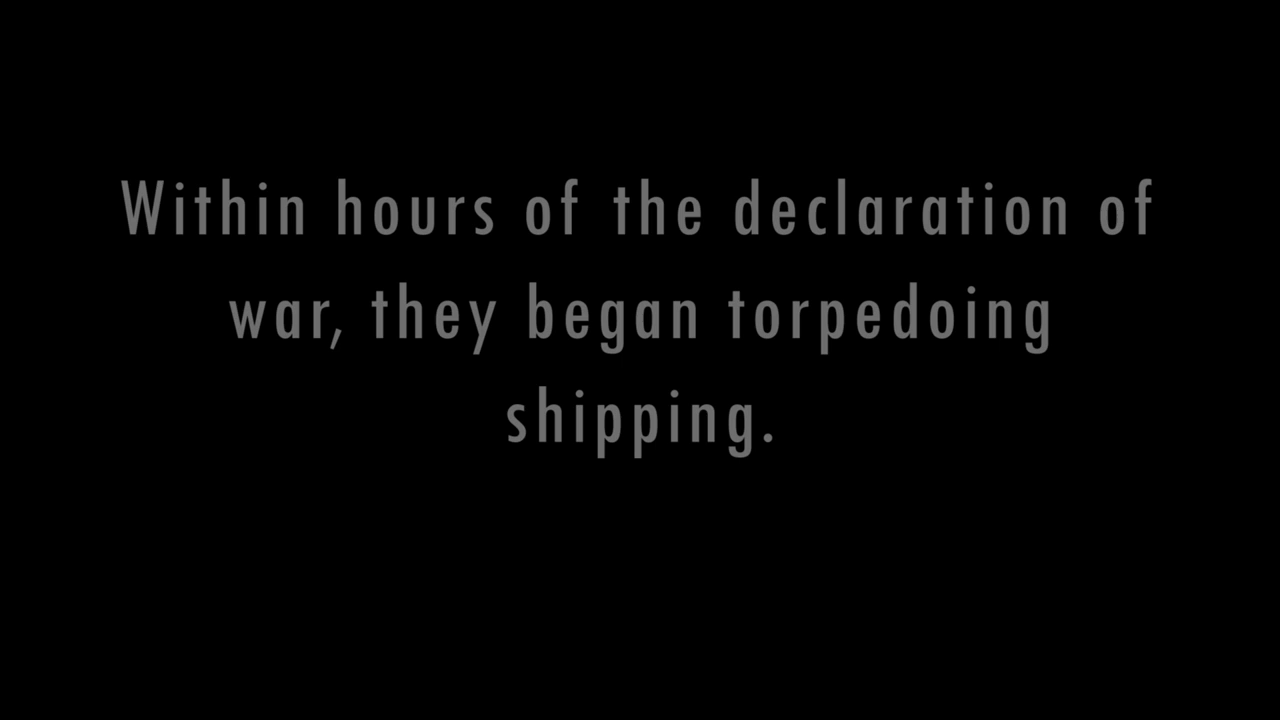 Within hours of the declaration of
war, they began torpedoing
shipping.